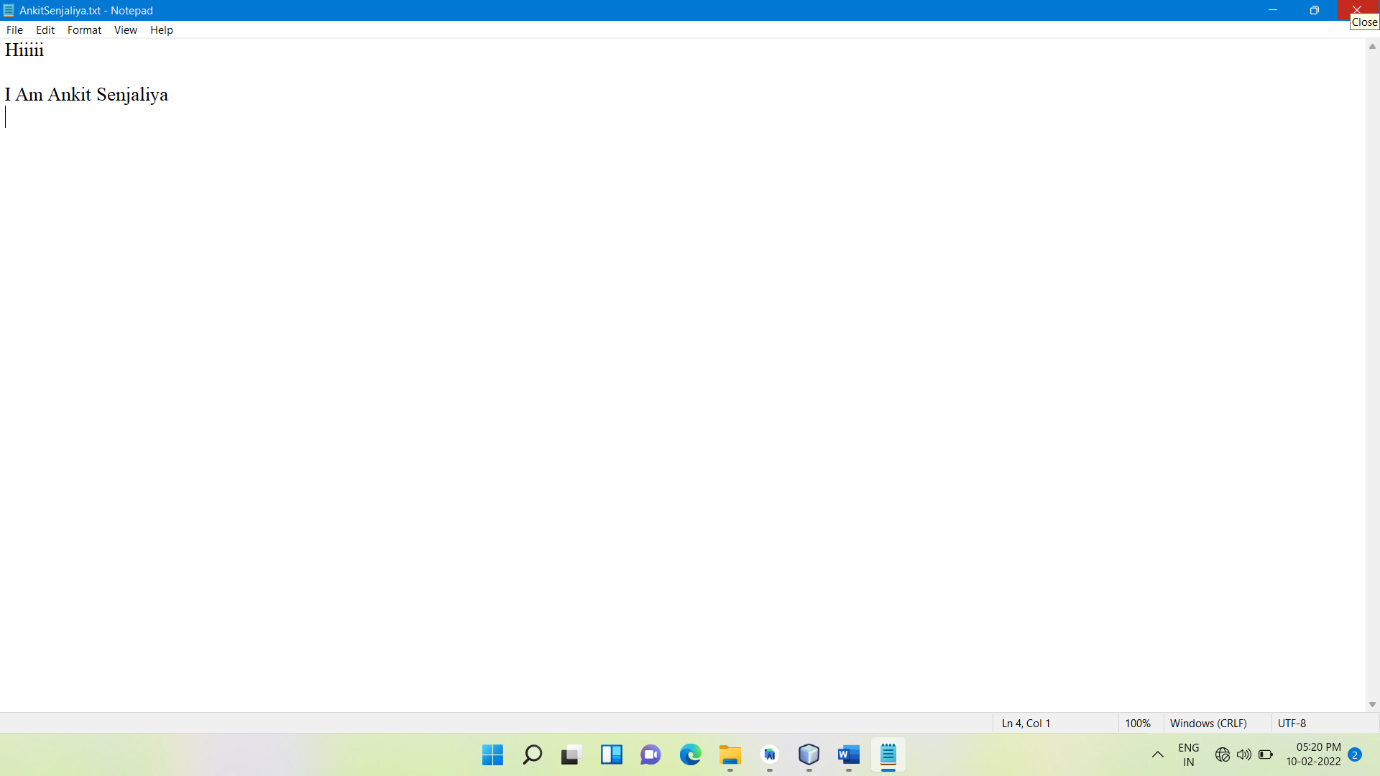 AnkitSenjaliya.txt - Notepad
Close
File Edit Format View Help
Hiiiii
I Am Ankit Senjaliya
Ln 4, Col 1 100% Windows (CRLF) UTF-8
ENG
IN
05:20 PM
10-02-2022
2